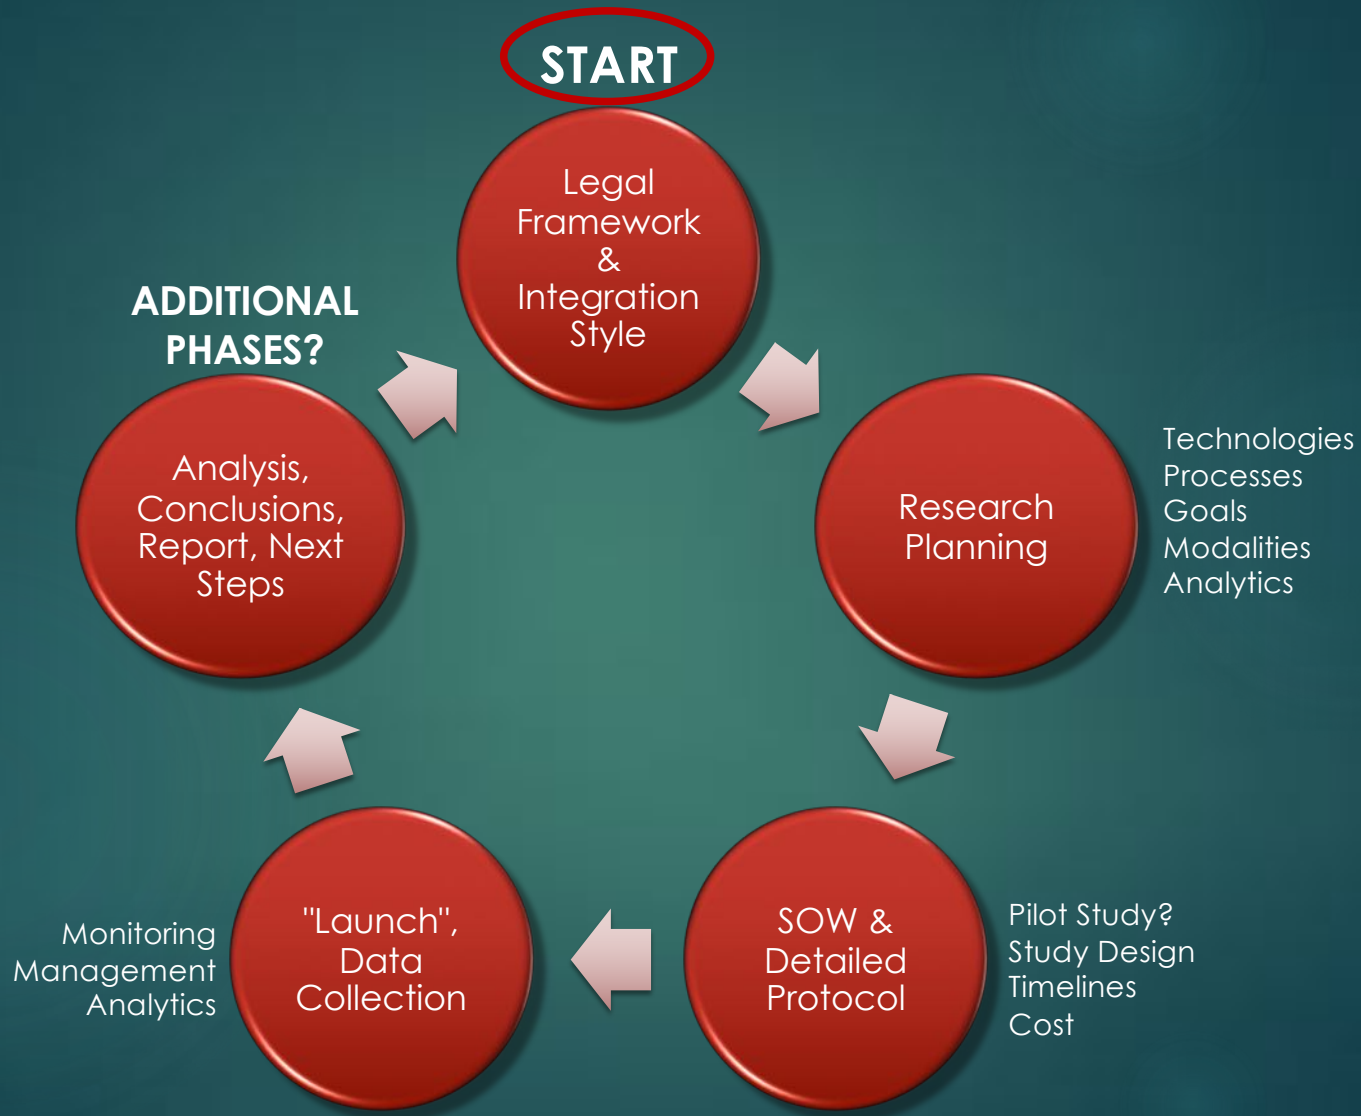 START
Legal
Framework
&
Integration
Style
Research
Planning
Technologies
Processes
Goals
Modalities
Analytics
SOW &
Detailed
Protocol
Pilot Study?
Study Design
Timelines
Cost
"Launch",
Data
Collection
Monitoring
Management
Analytics
Analysis,
Conclusions,
Report, Next
Steps
ADDITIONAL
PHASES?